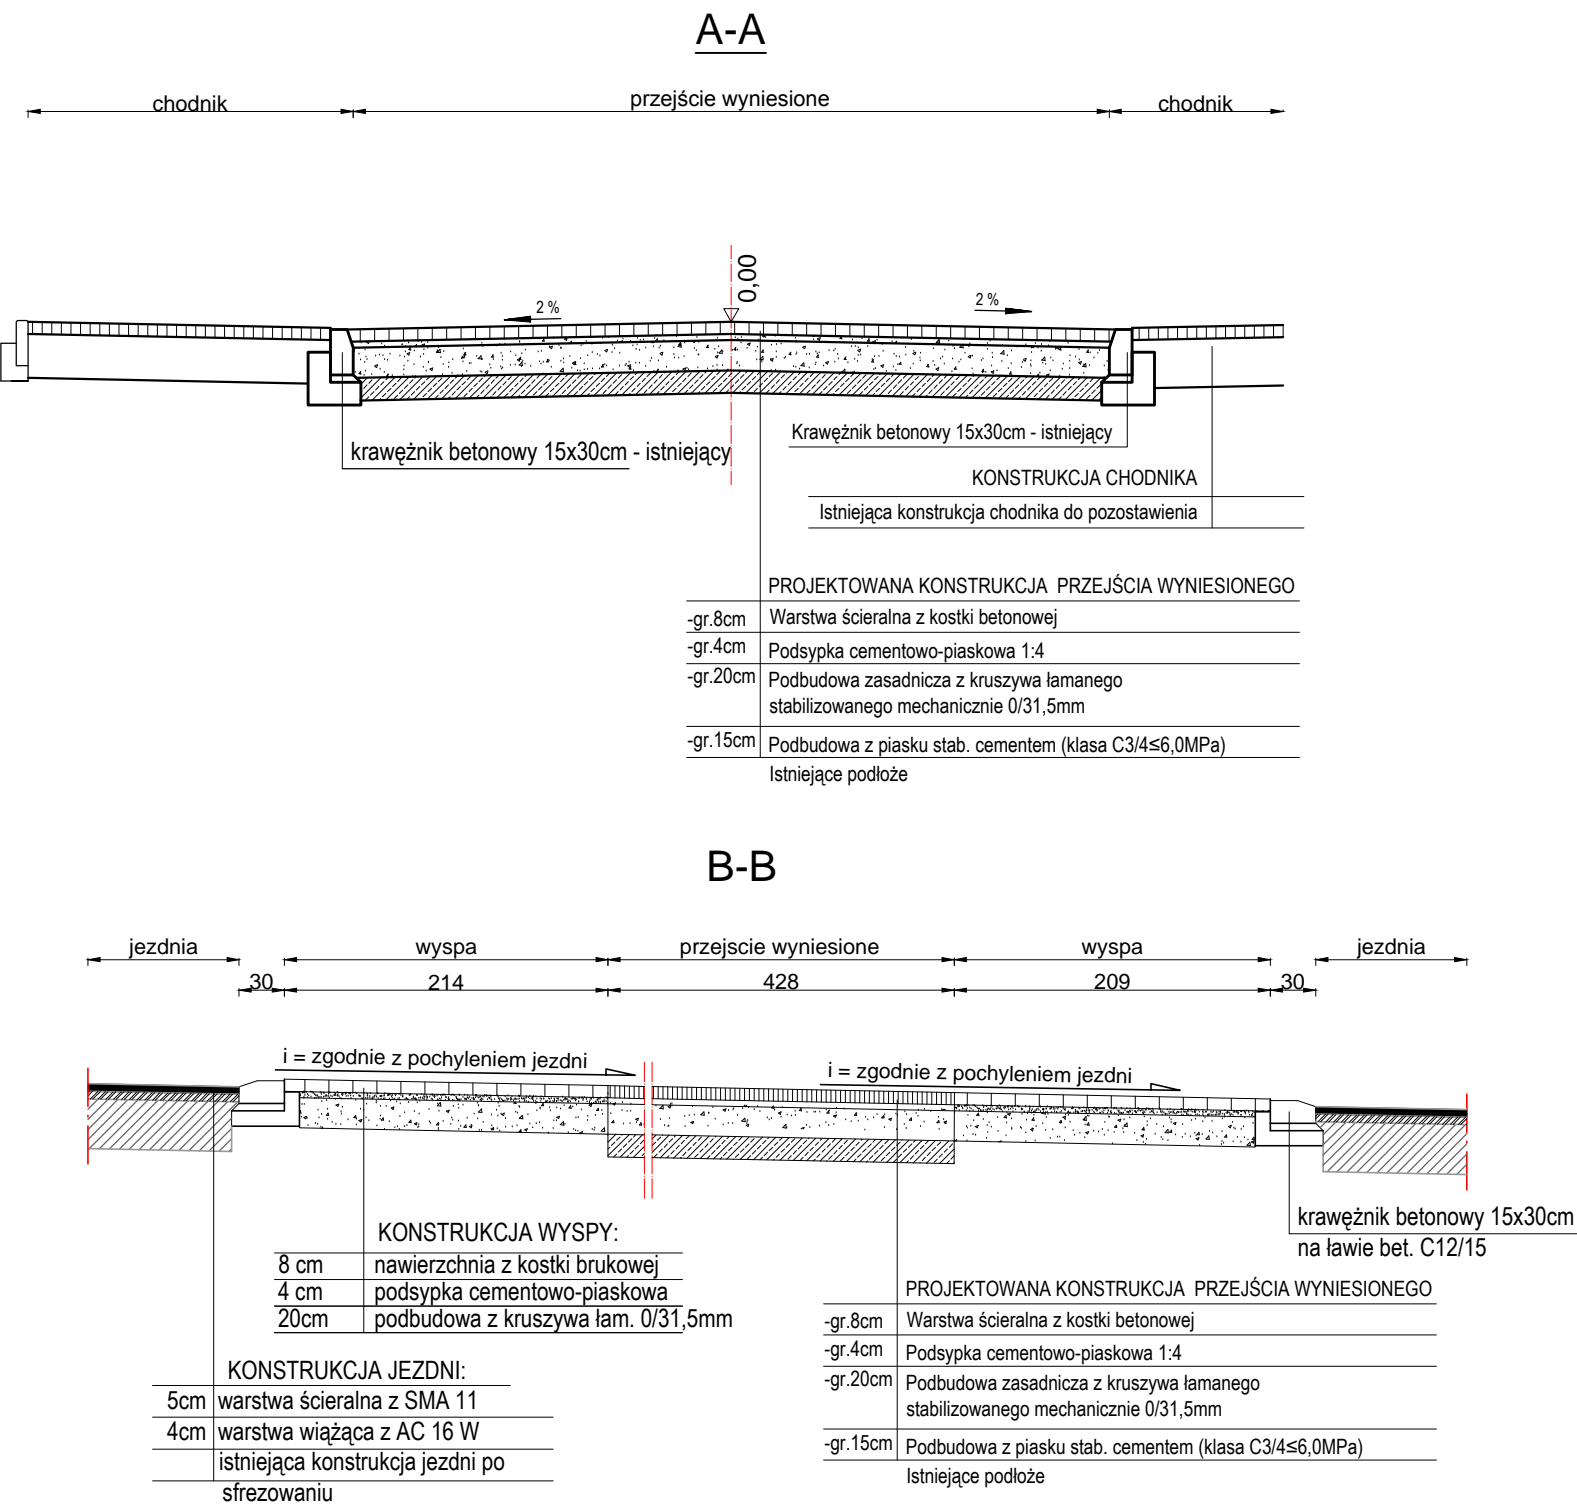 A-A
chodnik
przejście wyniesione
chodnik
0,00
2 %
2 %
krawężnik betonowy 15x30cm - istniejący
Krawężnik betonowy 15x30cm - istniejący
KONSTRUKCJA CHODNIKA
Istniejąca konstrukcja chodnika do pozostawienia
PROJEKTOWANA KONSTRUKCJA PRZEJŚCIA WYNIESIONEGO
-gr.8cm Warstwa ścieralna z kostki betonowej
-gr.4cm Podsypka cementowo-piaskowa 1:4
-gr.20cm Podbudowa zasadnicza z kruszywa łamanego
stabilizowanego mechanicznie 0/31,5mm
-gr.15cm Podbudowa z piasku stab. cementem (klasa C3/4≤6,0MPa)
Istniejące podłoże
B-B
jezdnia
wyspa
przejscie wyniesione
wyspa
jezdnia
30
214
428
209
30
i = zgodnie z pochyleniem jezdni
i = zgodnie z pochyleniem jezdni
krawężnik betonowy 15x30cm
na ławie bet. C12/15
KONSTRUKCJA WYSPY:
8 cm nawierzchnia z kostki brukowej
4 cm podsypka cementowo-piaskowa
20cm podbudowa z kruszywa łam. 0/31,5mm
PROJEKTOWANA KONSTRUKCJA PRZEJŚCIA WYNIESIONEGO
-gr.8cm Warstwa ścieralna z kostki betonowej
-gr.4cm Podsypka cementowo-piaskowa 1:4
-gr.20cm Podbudowa zasadnicza z kruszywa łamanego
stabilizowanego mechanicznie 0/31,5mm
-gr.15cm Podbudowa z piasku stab. cementem (klasa C3/4≤6,0MPa)
Istniejące podłoże
KONSTRUKCJA JEZDNI:
5cm warstwa ścieralna z SMA 11
4cm warstwa wiążąca z AC 16 W
istniejąca konstrukcja jezdni po
sfrezowaniu